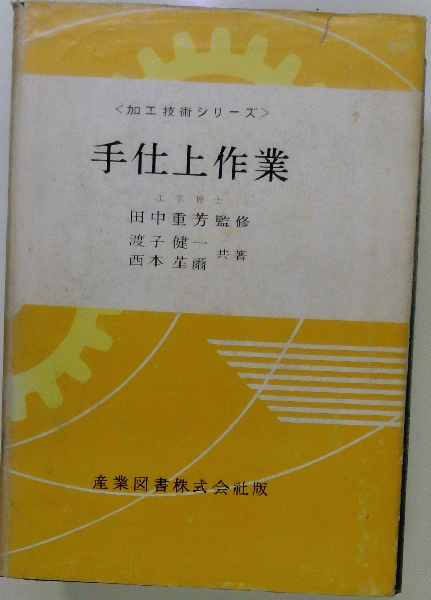 ＜加工技術シリーズ＞
手仕上作業
工学博士
田中重芳監修
渡子健一
西本苼爾 共著
産業図書株式会社版